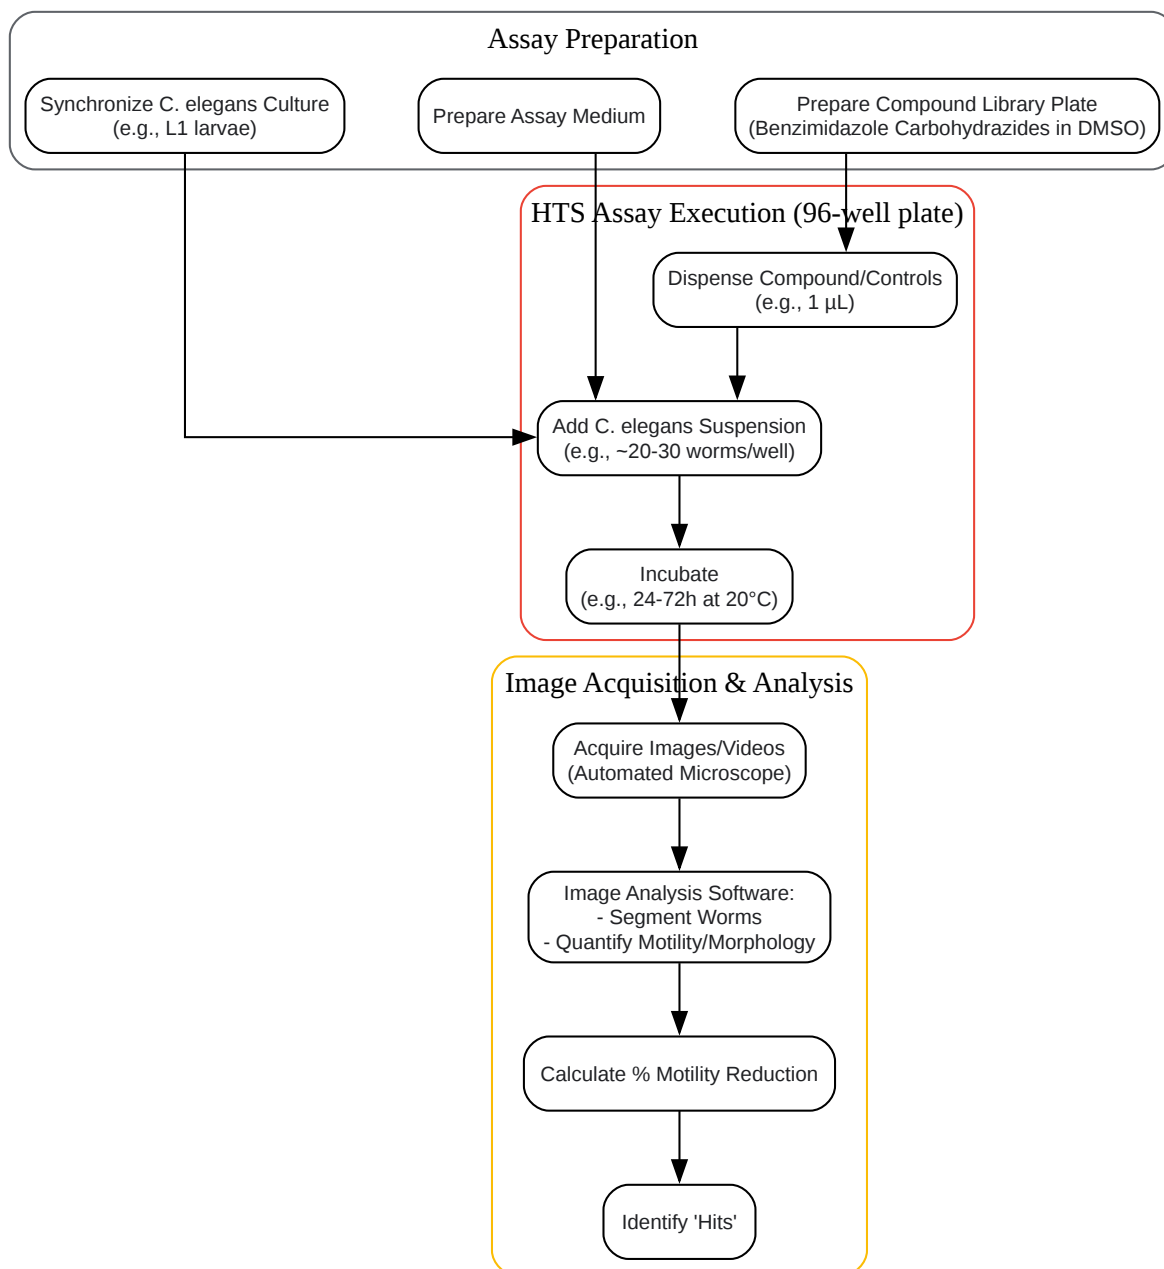 Assay Preparation
Synchronize C. elegans Culture
(e.g., L1 larvae)
Prepare Assay Medium
Prepare Compound Library Plate
(Benzimidazole Carbohydrazides in DMSO)
HTS Assay Execution (96-well plate)
Dispense Compound/Controls
(e.g., 1 µL)
Add C. elegans Suspension
(e.g., ~20-30 worms/well)
Incubate
(e.g., 24-72h at 20°C)
Image Acquisition & Analysis
Acquire Images/Videos
(Automated Microscope)
Image Analysis Software:
- Segment Worms
- Quantify Motility/Morphology
Calculate % Motility Reduction
Identify 'Hits'